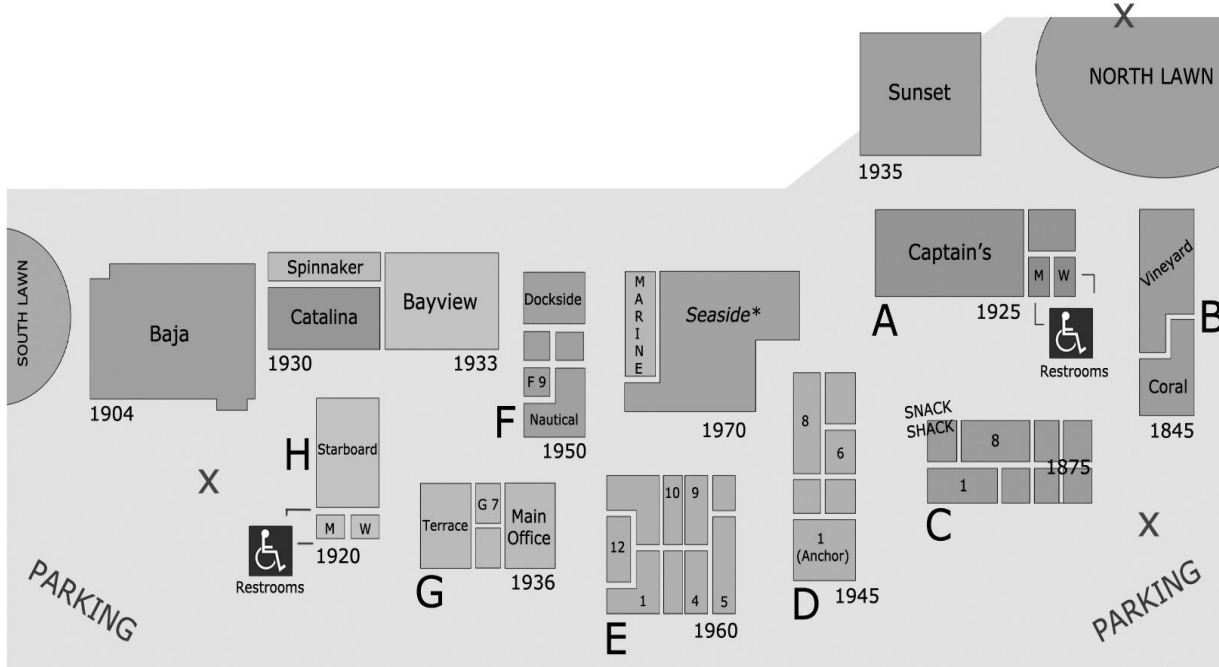 X
NORTH LAWN
Sunset
1935
Captain's
M
W
A
1925
Restrooms
Vineyard
B
Coral
1845
SOUTH LAWN
Baja
1904
Spinnaker
Catalina
1930
Bayview
1933
Dockside
F 9
Nautical
F
1950
MARINE
Seaside*
1970
8
6
1
(Anchor)
D
1945
SNACK
SHACK
8
1875
1
C
X
PARKING
H
Starboard
M
W
1920
X
Restrooms
PARKING
Terrace
G 7
Main
Office
G
1936
10
9
12
1
4
5
E
1960